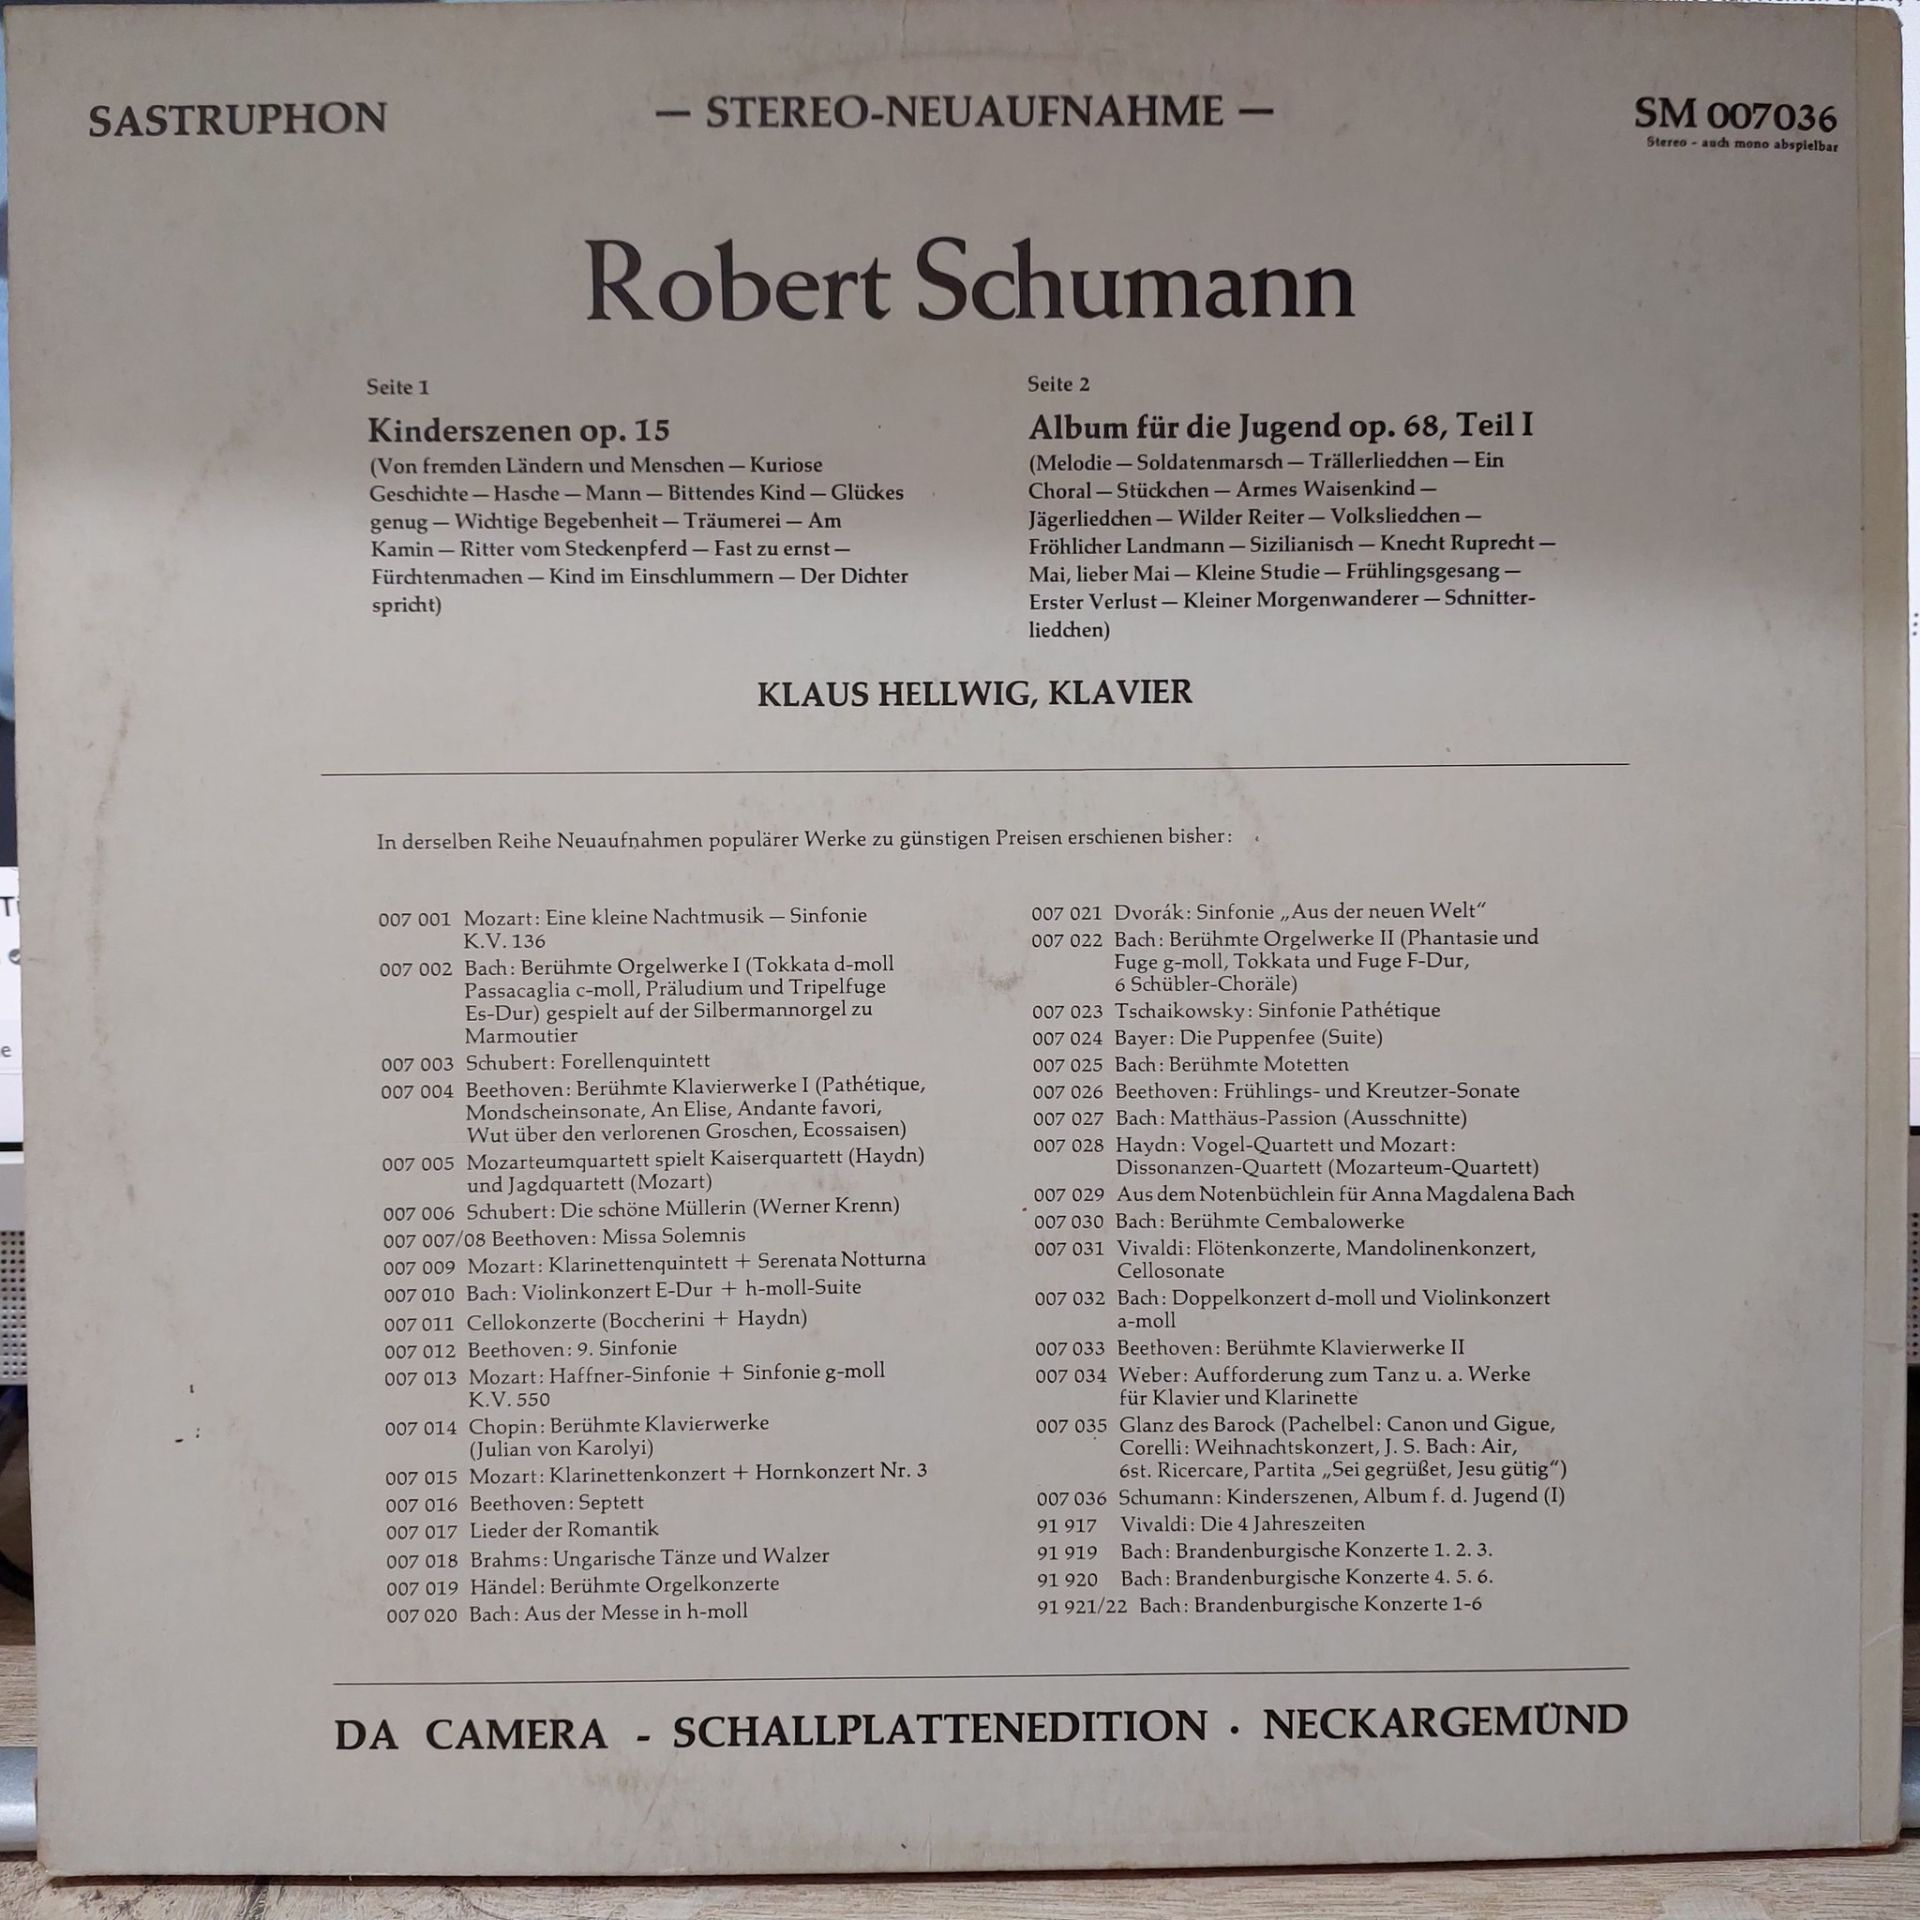 SASTRUPHON
— STEREO-NEUAUFNAHME —
SM 007036
Stereo - auch mono abspielbar
Robert Schumann
Seite 1
Kinderszenen op. 15
(Von fremden Ländern und Menschen — Kuriose
Geschichte — Hasche — Mann — Bittendes Kind — Glückes
genug — Wichtige Begebenheit — Träumerei — Am
Kamin — Ritter vom Steckenpferd — Fast zu ernst —
Fürchtenmachen — Kind im Einschlummern — Der Dichter
spricht)
Seite 2
Album für die Jugend op. 68, Teil I
(Melodie — Soldatenmarsch — Trällerliedchen — Ein
Choral — Stückchen — Armes Waisenkind —
Jägerliedchen — Wilder Reiter — Volksliedchen —
Fröhlicher Landmann — Sizilianisch — Knecht Ruprecht —
Mai, lieber Mai — Kleine Studie — Frühlingsgesang —
Erster Verlust — Kleiner Morgenwanderer — Schnitter-
liedchen)
KLAUS HELLWIG, KLAVIER
In derselben Reihe Neuaufnahmen populärer Werke zu günstigen Preisen erschienen bisher:
007 001 Mozart: Eine kleine Nachtmusik — Sinfonie
K.V. 136
007 002 Bach: Berühmte Orgelwerke I (Tokkata d-moll
Passacaglia c-moll, Präludium und Tripelfuge
Es-Dur) gespielt auf der Silbermannorgel zu
Marmoutier
007 003 Schubert: Forellenquintett
007 004 Beethoven: Berühmte Klavierwerke I (Pathétique,
Mondscheinsonate, An Elise, Andante favori,
Wut über den verlorenen Groschen, Ecossaisen)
007 005 Mozarteumquartett spielt Kaiserquartett (Haydn)
und Jagdquartett (Mozart)
007 006 Schubert: Die schöne Müllerin (Werner Krenn)
007 007/08 Beethoven: Missa Solemnis
007 009 Mozart: Klarinettenquintett + Serenata Notturna
007 010 Bach: Violinkonzert E-Dur + h-moll-Suite
007 011 Cellokonzerte (Boccherini + Haydn)
007 012 Beethoven: 9. Sinfonie
007 013 Mozart: Haffner-Sinfonie + Sinfonie g-moll
K.V. 550
007 014 Chopin: Berühmte Klavierwerke
(Julian von Karolyi)
007 015 Mozart: Klarinettenkonzert + Hornkonzert Nr. 3
007 016 Beethoven: Septett
007 017 Lieder der Romantik
007 018 Brahms: Ungarische Tänze und Walzer
007 019 Händel: Berühmte Orgelkonzerte
007 020 Bach: Aus der Messe in h-moll
007 021 Dvorák: Sinfonie „Aus der neuen Welt“
007 022 Bach: Berühmte Orgelwerke II (Phantasie und
Fuge g-moll, Tokkata und Fuge F-Dur,
6 Schübler-Choräle)
007 023 Tschaikowsky: Sinfonie Pathétique
007 024 Bayer: Die Puppenfee (Suite)
007 025 Bach: Berühmte Motetten
007 026 Beethoven: Frühlings- und Kreutzer-Sonate
007 027 Bach: Matthäus-Passion (Ausschnitte)
007 028 Haydn: Vogel-Quartett und Mozart:
Dissonanzen-Quartett (Mozarteum-Quartett)
007 029 Aus dem Notenbüchlein für Anna Magdalena Bach
007 030 Bach: Berühmte Cembalowerke
007 031 Vivaldi: Flötenkonzerte, Mandolinenkonzert,
Cellosonate
007 032 Bach: Doppelkonzert d-moll und Violinkonzert
a-moll
007 033 Beethoven: Berühmte Klavierwerke II
007 034 Weber: Aufforderung zum Tanz u. a. Werke
für Klavier und Klarinette
007 035 Glanz des Barock (Pachelbel: Canon und Gigue,
Corelli: Weihnachtskonzert, J. S. Bach: Air,
6st. Ricercare, Partita „Sei gegrüßet, Jesu gütig“)
007 036 Schumann: Kinderszenen, Album f. d. Jugend (I)
91 917 Vivaldi: Die 4 Jahreszeiten
91 919 Bach: Brandenburgische Konzerte 1. 2. 3.
91 920 Bach: Brandenburgische Konzerte 4. 5. 6.
91 921/22 Bach: Brandenburgische Konzerte 1-6
DA CAMERA - SCHALLPLATTENEDITION · NECKARGEMÜND